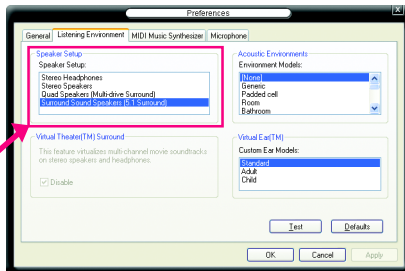 Preferences
X
General Listening Environment MIDI Music Synthesizer Microphone
Speaker Setup
Speaker Setup:
Stereo Headphones
Stereo Speakers
Quad Speakers (Multi-drive Surround)
Surround Sound Speakers (5.1 Surround)
Acoustic Environments
Environment Models:
[None]
Generic
Padded cell
Room
Bathroom
Virtual Theater(TM) Surround
This feature virtualizes multi-channel movie soundtracks
on stereo speakers and headphones.
Disable
Virtual Ear(TM)
Custom Ear Models:
Standard
Adult
Child
Test Defaults
OK Cancel Apply